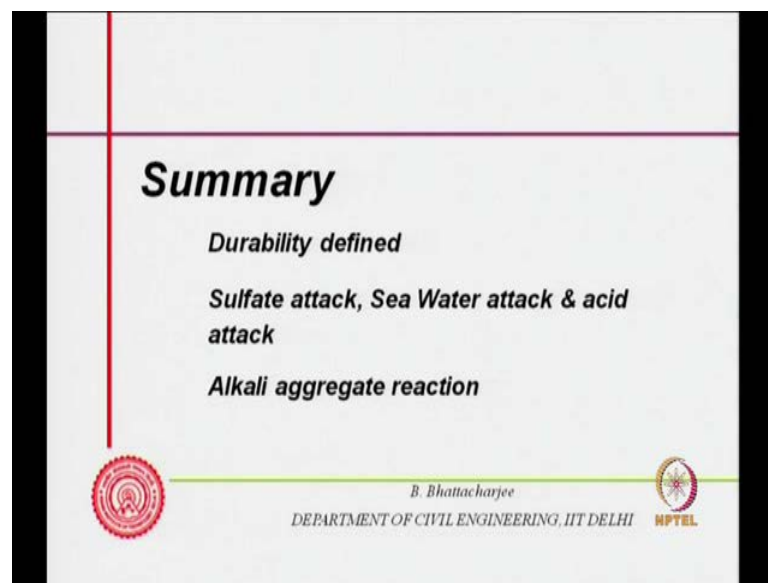 Summary
Durability defined
Sulfate attack, Sea Water attack & acid
attack
Alkali aggregate reaction
B. Bhattacharjee
DEPARTMENT OF CIVIL ENGINEERING, IIT DELHI
NPTEL